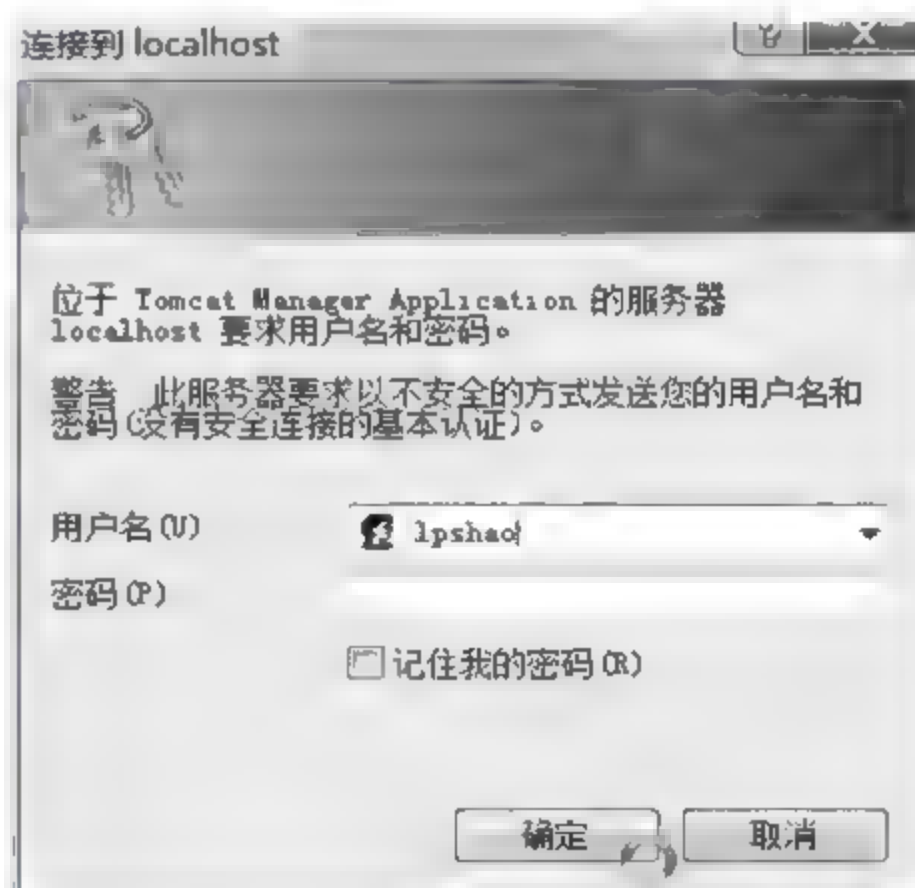 连接到 localhost
位于 Tomcat Manager Application 的服务器
localhost 要求用户名和密码。
警告 此服务器要求以不安全的方式发送您的用户名和
密码(没有安全连接的基本认证)。
用户名(U) lpshao
密码(P)
记住我的密码(R)
确定 取消